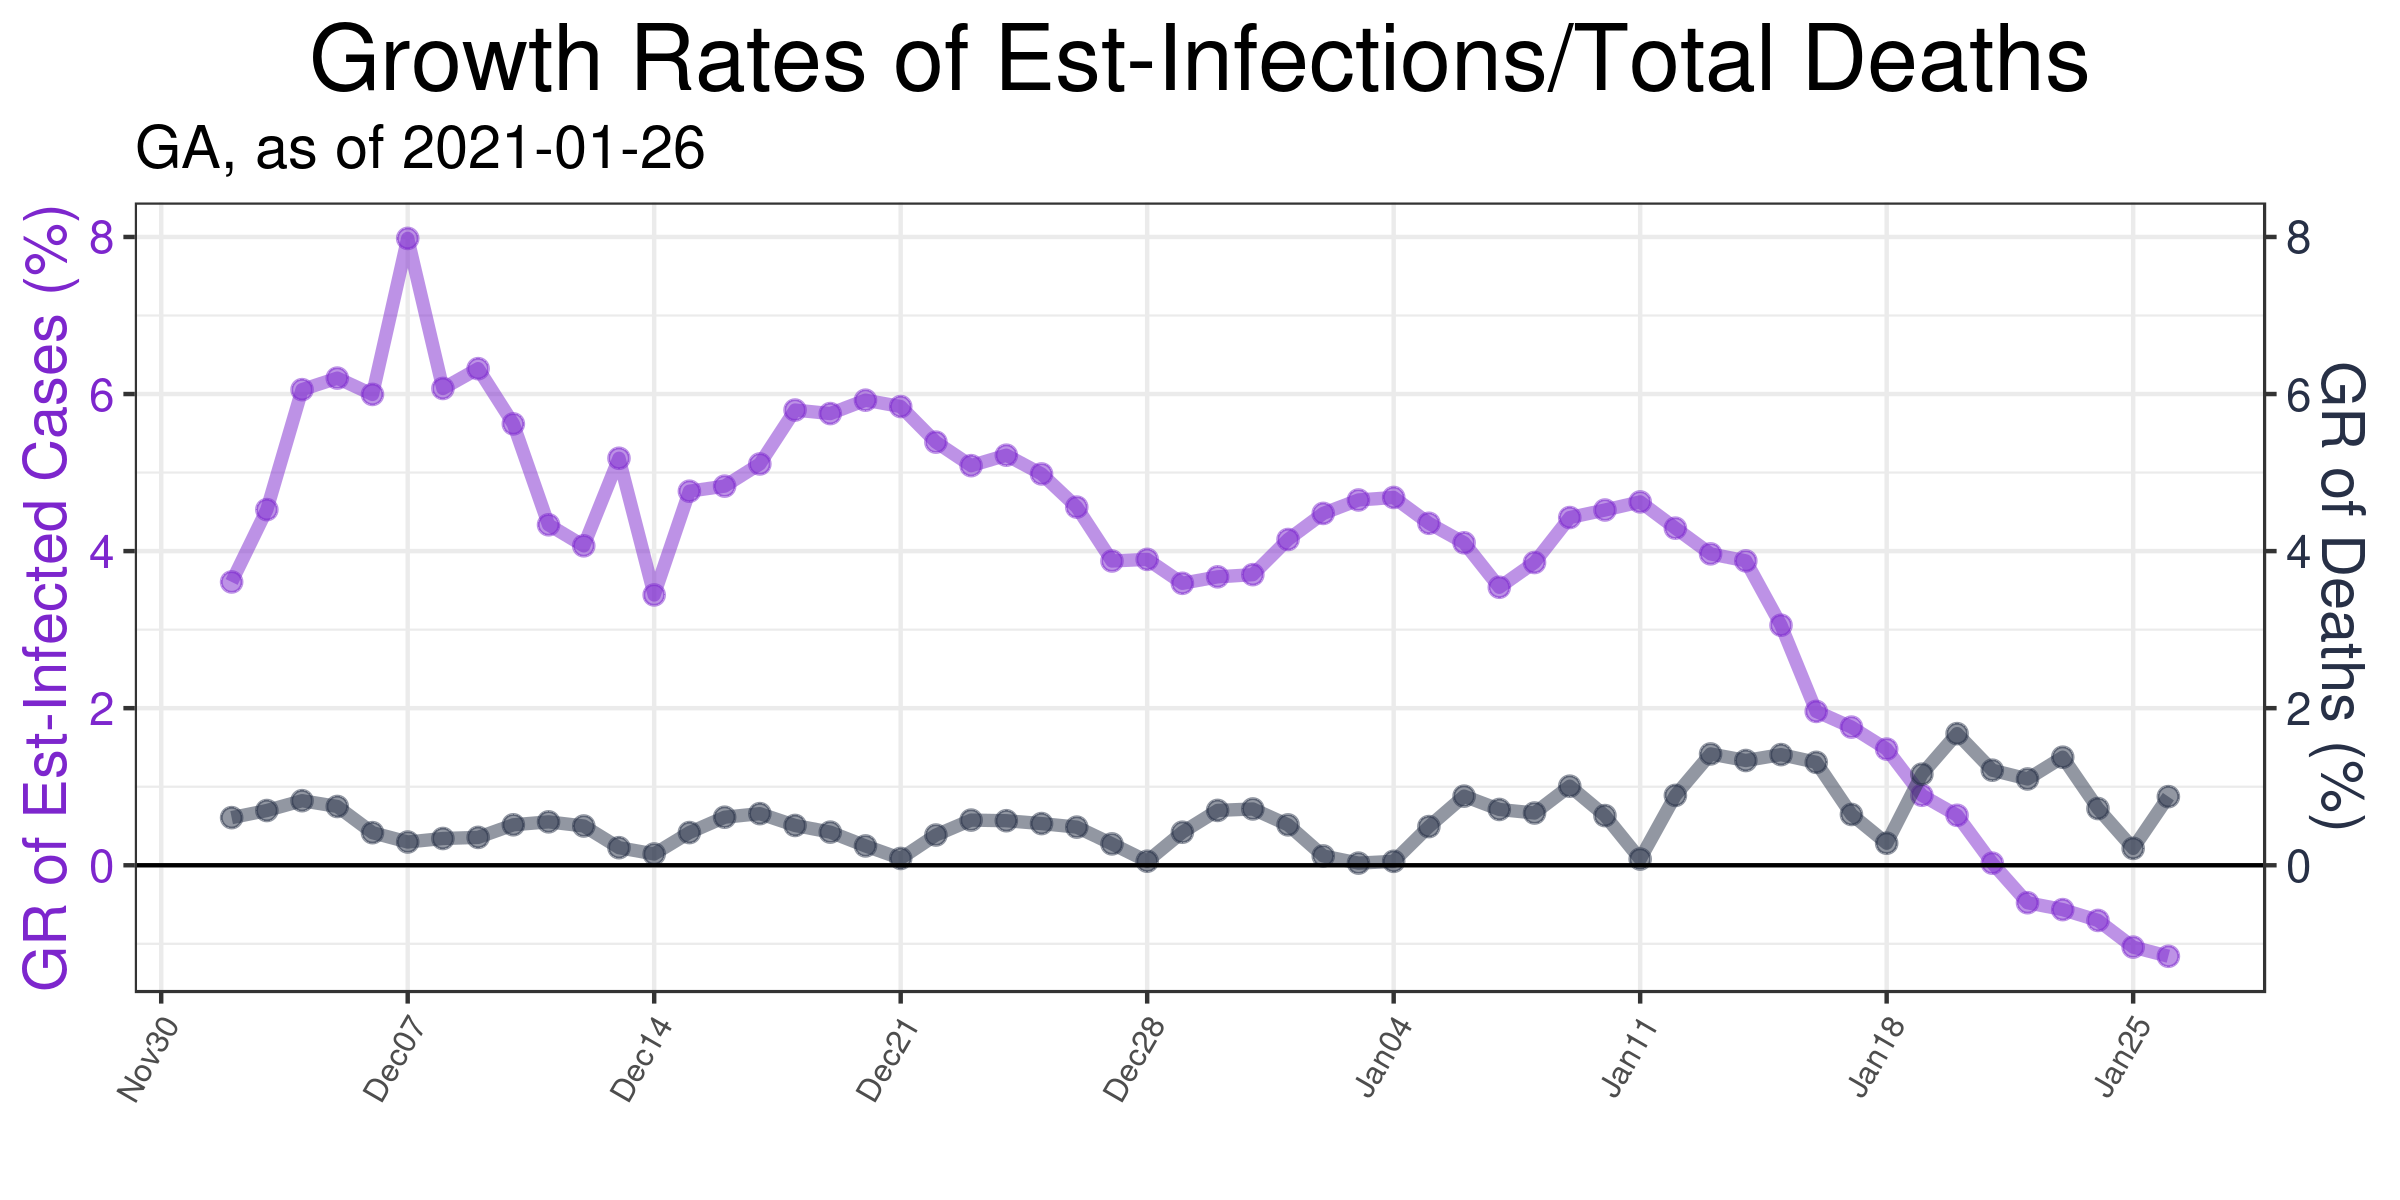 Growth Rates of Est-Infections/Total Deaths
GA, as of 2021-01-26
GR of Est-Infected Cases (%)
8
6
4
2
0
8
6
4
2
0
GR of Deaths (%)
Nov30
Dec07
Dec14
Dec21
Dec28
Jan04
Jan11
Jan18
Jan25